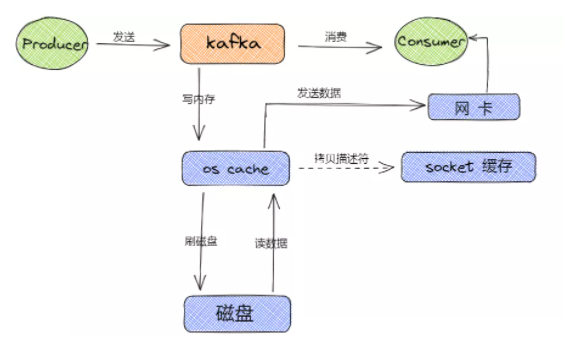 Producer
发送
kafka
消费
Consumer
写内存
发送数据
网 卡
os cache
拷贝描述符
socket 缓存
刷磁盘
读数据
磁盘